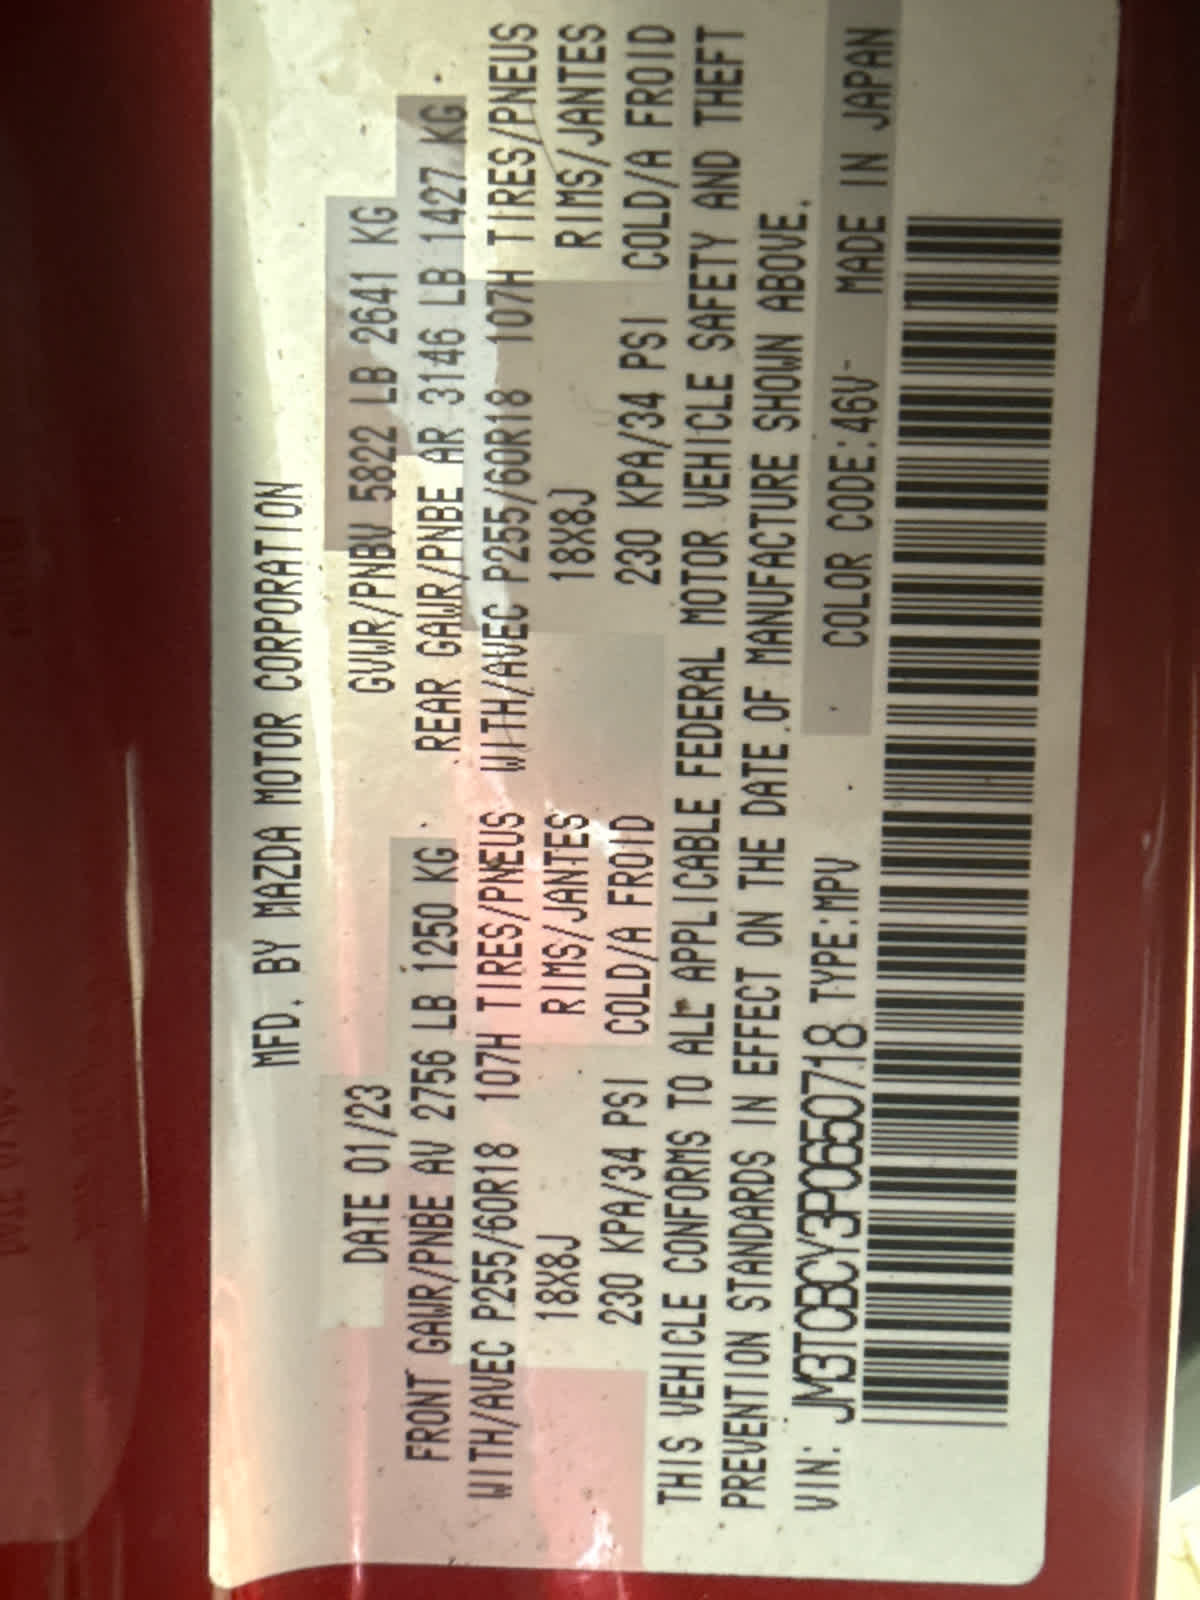 MFD. BY MAZDA MOTOR CORPORATION
DATE 01/23 GVWR/PNBV 5822 LB 2641 KG
FRONT GAWR/PNBE AV 2756 LB 1250 KG REAR GAWR/PNBE AR 3146 LB 1427 KG
WITH/AVEC P255/60R18 107H TIRES/PNEUS WITH/AVEC P255/60R18 107H TIRES/PNEUS
18X8J RIMS/JANTES 18X8J RIMS/JANTES
230 KPA/34 PSI COLD/A FROID 230 KPA/34 PSI COLD/A FROID
THIS VEHICLE CONFORMS TO ALL APPLICABLE FEDERAL MOTOR VEHICLE SAFETY AND THEFT
PREVENTION STANDARDS IN EFFECT ON THE DATE OF MANUFACTURE SHOWN ABOVE.
VIN: JM3T0BCY3P0650718 TYPE:MPV COLOR CODE:46V- MADE IN JAPAN